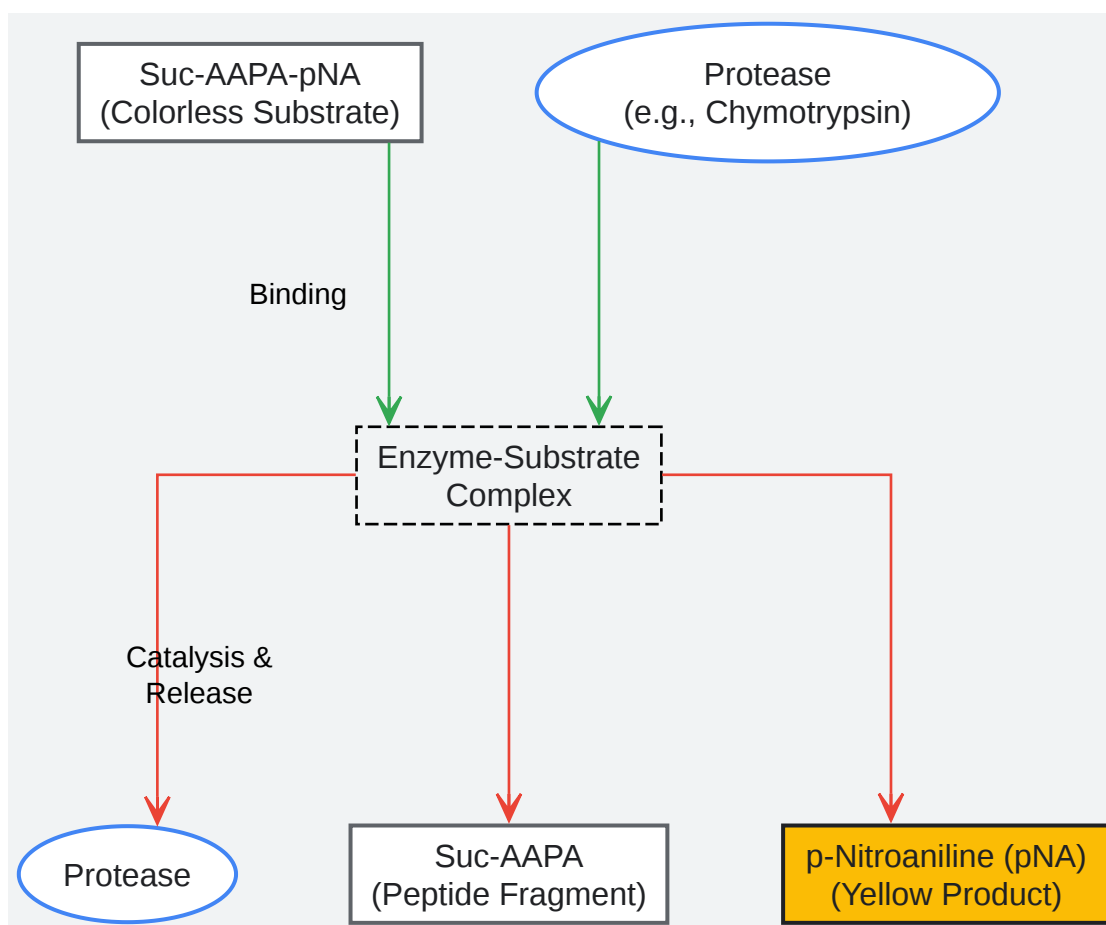 Suc-AAPA-pNA
(Colorless Substrate)
Protease
(e.g., Chymotrypsin)
Binding
Enzyme-Substrate
Complex
Catalysis &
Release
Protease
Suc-AAPA
(Peptide Fragment)
p-Nitroaniline (pNA)
(Yellow Product)